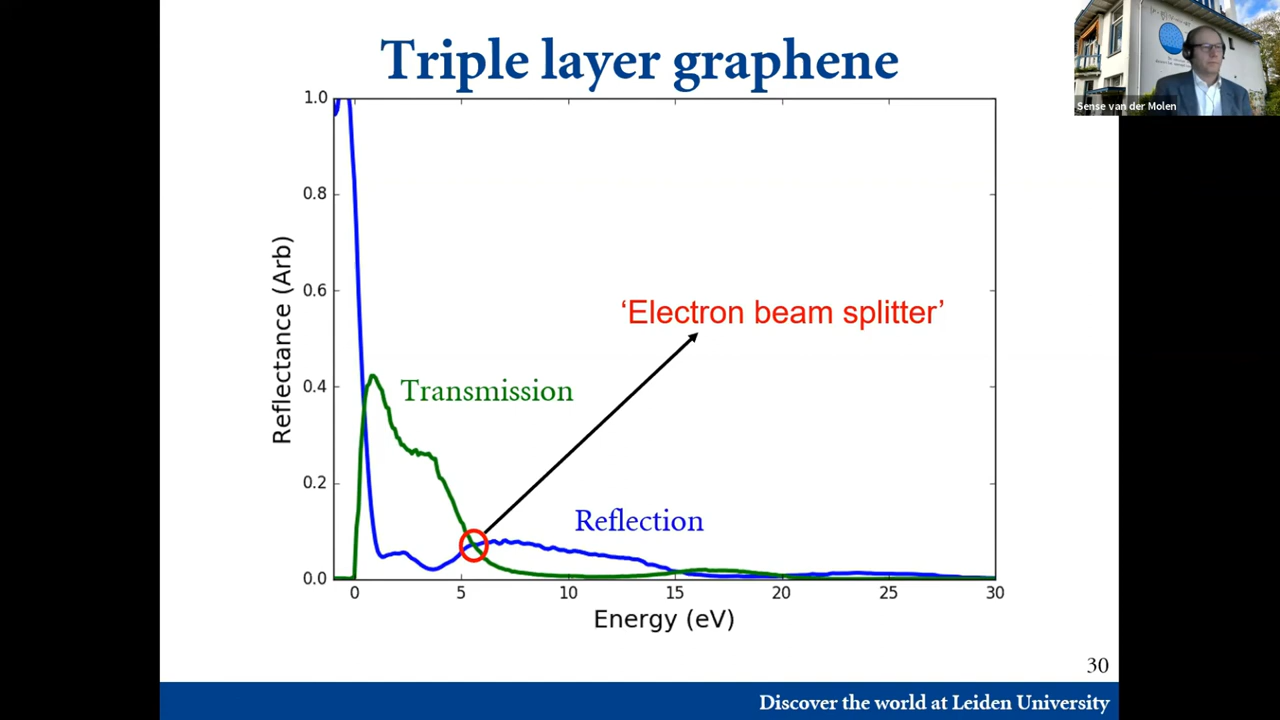 Triple layer graphene
Sense van der Molen
1.0
0.8
0.6
0.4
0.2
0.0
Reflectance (Arb)
'Electron beam splitter'
Transmission
Reflection
0 5 10 15 20 25 30
Energy (eV)
30
Discover the world at Leiden University